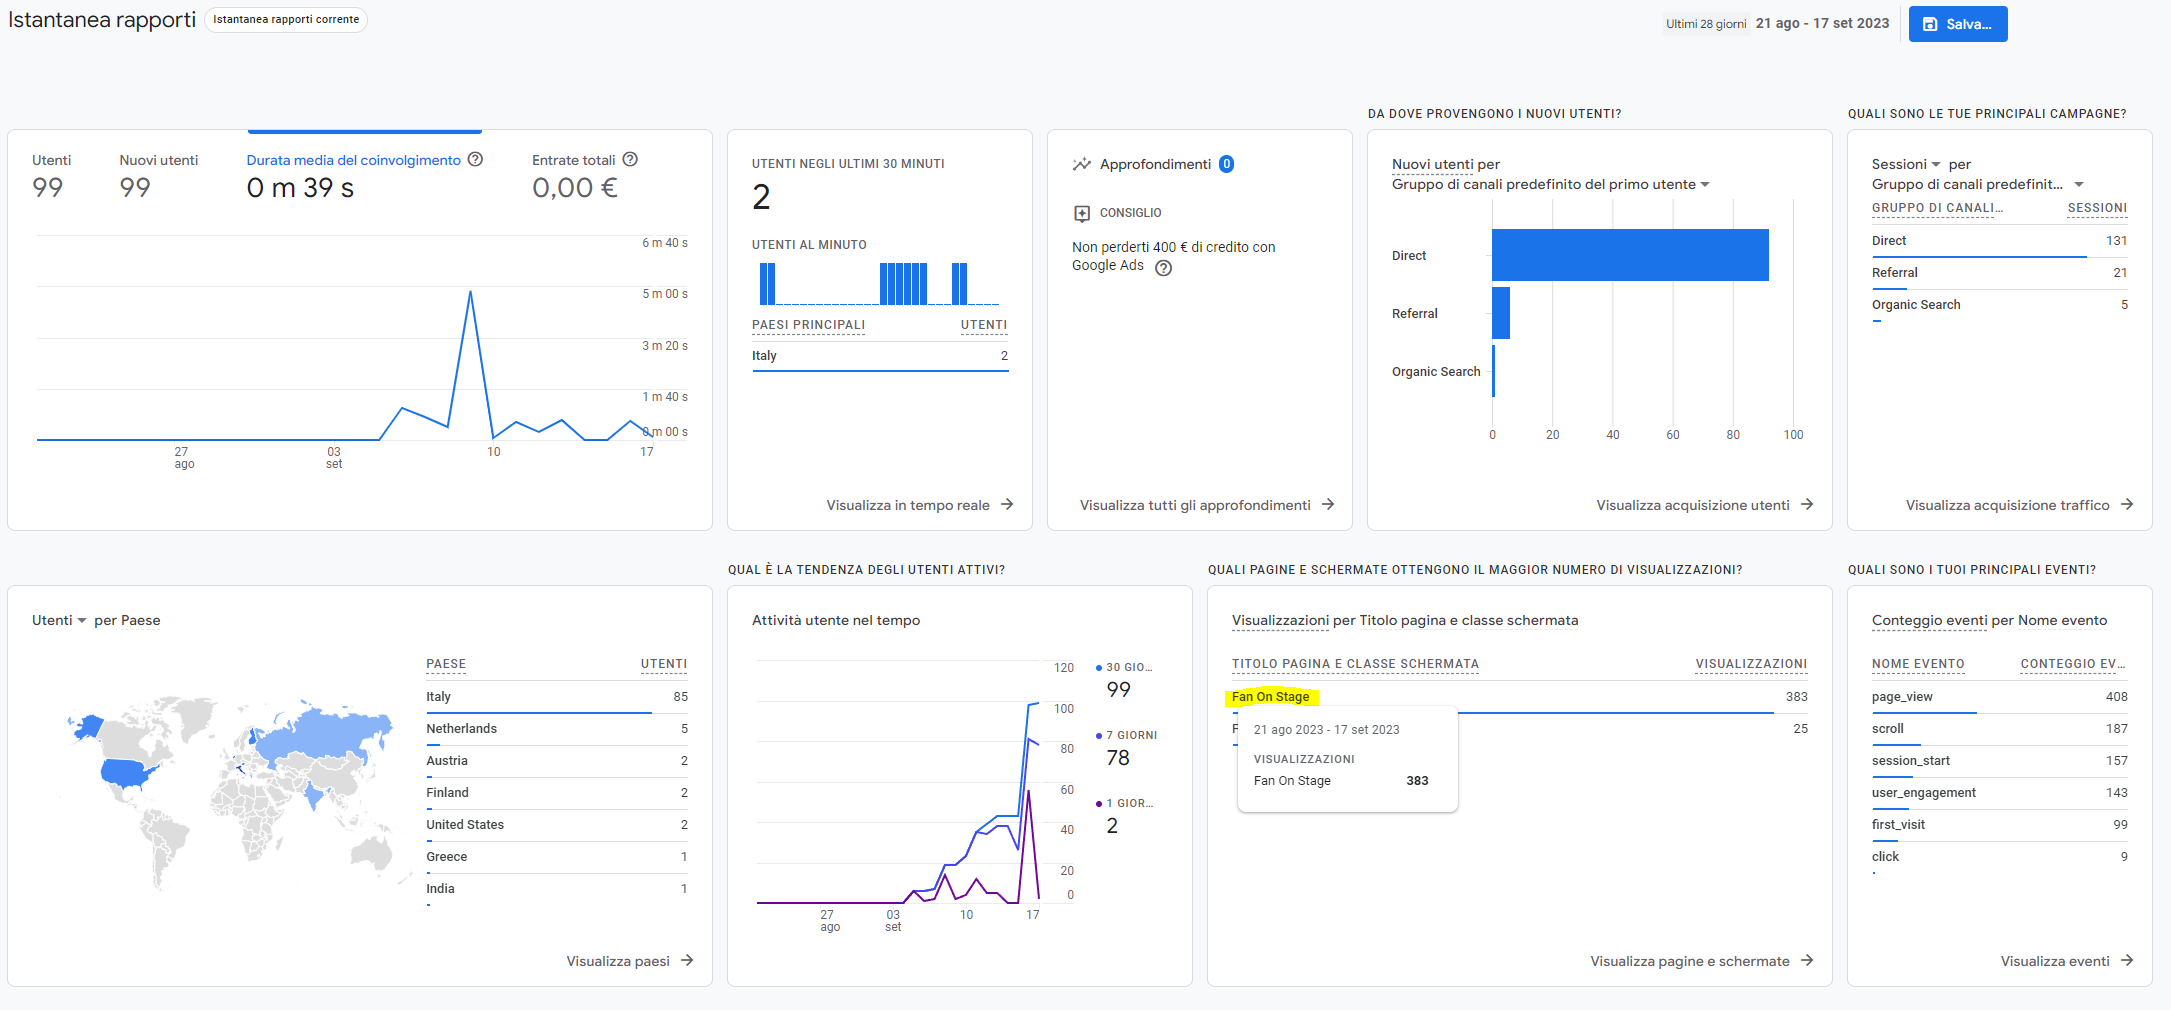 Istantanea rapporti
Istantanea rapporti corrente
Ultimi 28 giorni
21 ago - 17 set 2023
Salva...
Utenti
99
Nuovi utenti
99
Durata media del coinvolgimento
0 m 39 s
Entrate totali
0,00 €
6 m 40 s
5 m 00 s
3 m 20 s
1 m 40 s
0 m 00 s
27
ago
03
set
10
17
UTENTI NEGLI ULTIMI 30 MINUTI
2
UTENTI AL MINUTO
PAESI PRINCIPALI UTENTI
Italy 2
Visualizza in tempo reale
Approfondimenti 0
CONSIGLIO
Non perderti 400 € di credito con
Google Ads
Visualizza tutti gli approfondimenti
DA DOVE PROVENGONO I NUOVI UTENTI?
Nuovi utenti per
Gruppo di canali predefinito del primo utente
Direct
Referral
Organic Search
0 20 40 60 80 100
Visualizza acquisizione utenti
QUALI SONO LE TUE PRINCIPALI CAMPAGNE?
Sessioni per
Gruppo di canali predefinit...
GRUPPO DI CANALI... SESSIONI
Direct 131
Referral 21
Organic Search 5
Visualizza acquisizione traffico
Utenti per Paese
PAESE UTENTI
Italy 85
Netherlands 5
Austria 2
Finland 2
United States 2
Greece 1
India 1
Visualizza paesi
QUAL È LA TENDENZA DEGLI UTENTI ATTIVI?
Attività utente nel tempo
120
100
80
60
40
20
0
27
ago
03
set
10
17
30 GIO...
99
7 GIORNI
78
1 GIOR...
2
QUALI PAGINE E SCHERMATE OTTENGONO IL MAGGIOR NUMERO DI VISUALIZZAZIONI?
Visualizzazioni per Titolo pagina e classe schermata
TITOLO PAGINA E CLASSE SCHERMATA VISUALIZZAZIONI
Fan On Stage 383
F 25
21 ago 2023 - 17 set 2023
VISUALIZZAZIONI
Fan On Stage 383
Visualizza pagine e schermate
QUALI SONO I TUOI PRINCIPALI EVENTI?
Conteggio eventi per Nome evento
NOME EVENTO CONTEGGIO EV...
page_view 408
scroll 187
session_start 157
user_engagement 143
first_visit 99
click 9
Visualizza eventi